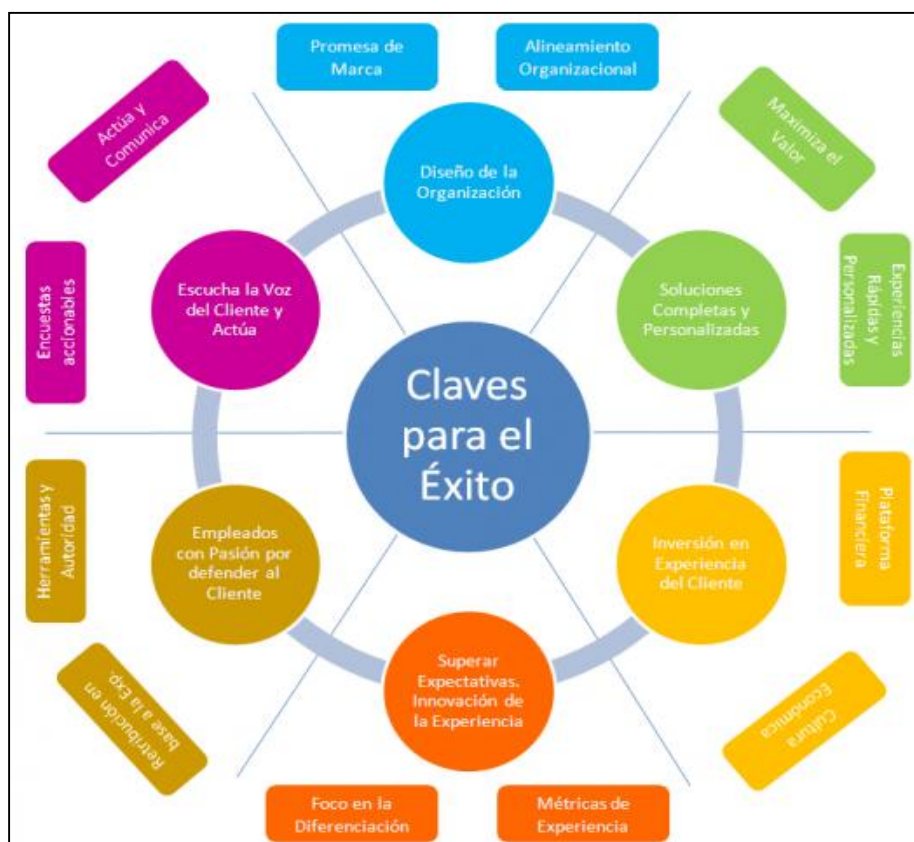 Promesa de
Marca
Alineamiento
Organizacional
Actúa y
Comunica
Maximiza el
Valor
Diseño de la
Organización
Encuestas
accionables
Escucha la Voz
del Cliente y
Actúa
Soluciones
Completas y
Personalizadas
Experiencias
Rápidas y
Personalizadas
Claves
para el
Éxito
Herramientas y
Autoridad
Empleados
con Pasión por
defender al
Cliente
Inversión en
Experiencia
del Cliente
Plataforma
Financiera
Retribución en
base a la Exp.
Superar
Expectativas.
Innovación de
la Experiencia
Cultura
Económica
Foco en la
Diferenciación
Métricas de
Experiencia